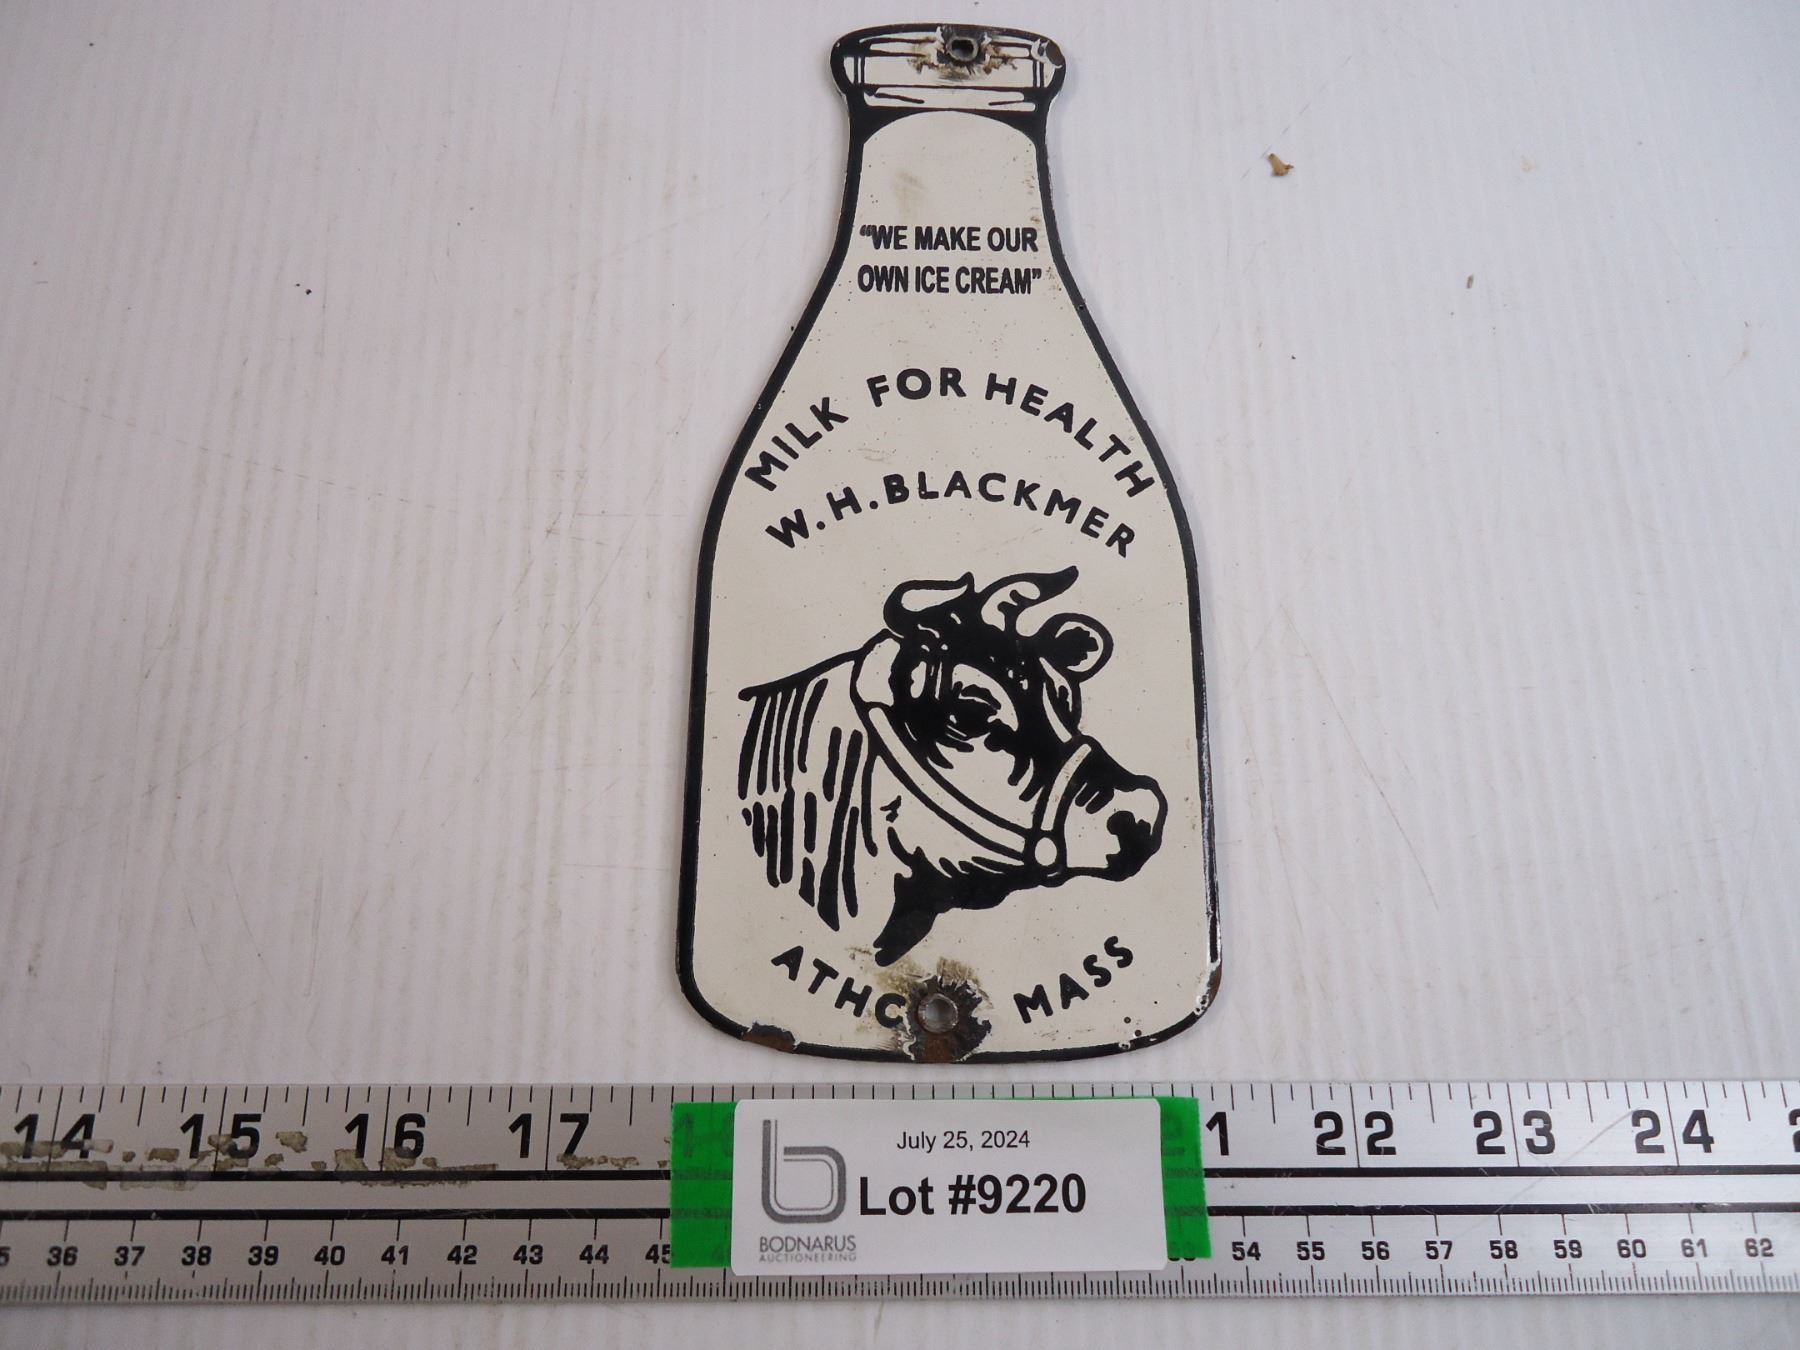 “WE MAKE OUR
OWN ICE CREAM”
MILK FOR HEALTH
W.H.BLACKMER
MASS
14 15 16 17 21 22 23 24
July 25, 2024
Lot #9220
BODNARUS
AUCTIONEERING
36 37 38 39 40 41 42 43 44 45 54 55 56 57 58 59 60 61 62